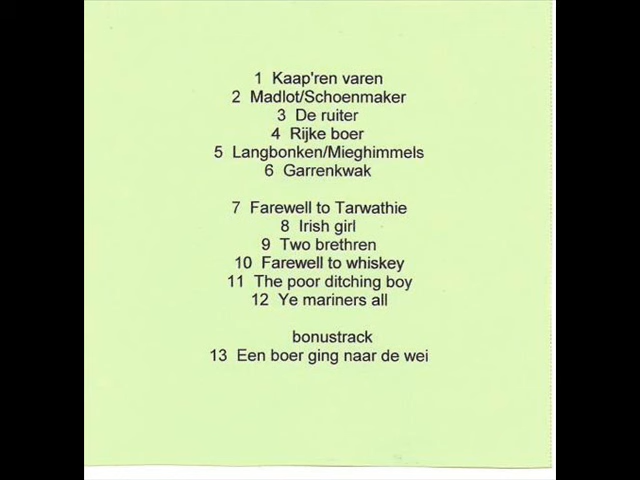 1 Kaap'ren varen
2 Madlot/Schoenmaker
3 De ruiter
4 Rijke boer
5 Langbonken/Mieghimmels
6 Garrenkwak
7 Farewell to Tarwathie
8 Irish girl
9 Two brethren
10 Farewell to whiskey
11 The poor ditching boy
12 Ye mariners all
bonustrack
13 Een boer ging naar de wei